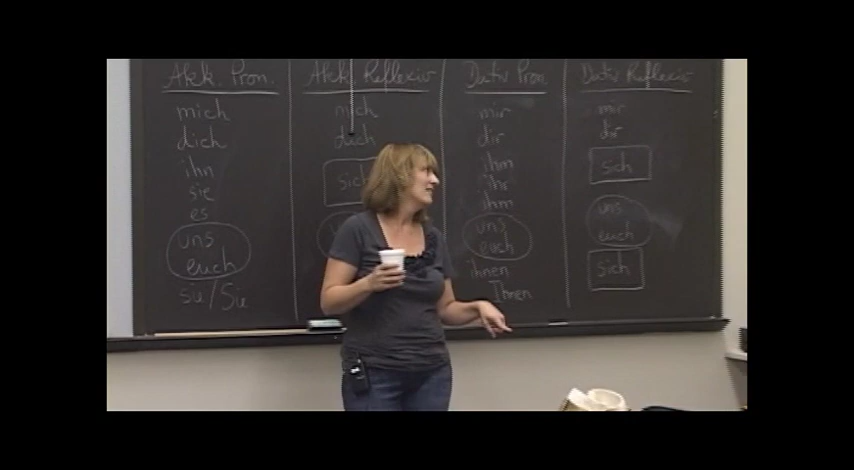 Akk. Pron.
mich
dich
ihn
sie
es
uns
euch
sie/Sie
Akk. Reflexiv
mich
dich
sich
Dativ Pron.
mir
dir
ihm
ihr
ihm
uns
euch
ihnen
Ihnen
Dativ Reflexiv
mir
dir
sich
uns
euch
sich